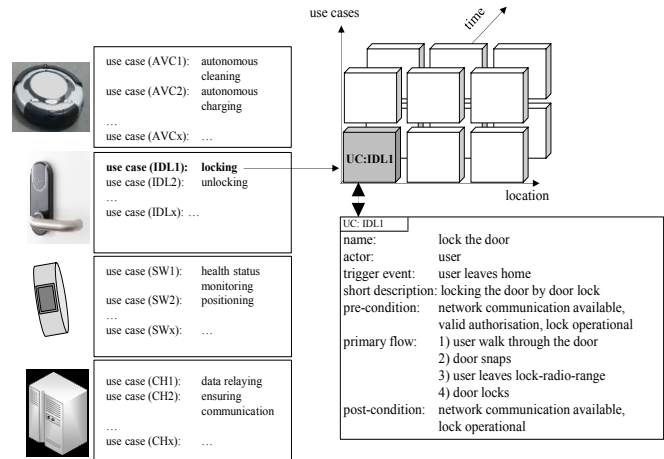 use cases
time
location
UC:IDL1
use case (AVC1): autonomous
cleaning
use case (AVC2): autonomous
charging
…
use case (AVCx): …
use case (IDL1): locking
use case (IDL2): unlocking
…
use case (IDLx): …
use case (SW1): health status
monitoring
use case (SW2): positioning
…
use case (SWx): …
use case (CH1): data relaying
use case (CH2): ensuring
communication
…
use case (CHx): …
UC: IDL1
name: lock the door
actor: user
trigger event: user leaves home
short description: locking the door by door lock
pre-condition: network communication available,
valid authorisation, lock operational
primary flow: 1) user walk through the door
2) door snaps
3) user leaves lock-radio-range
4) door locks
post-condition: network communication available,
lock operational